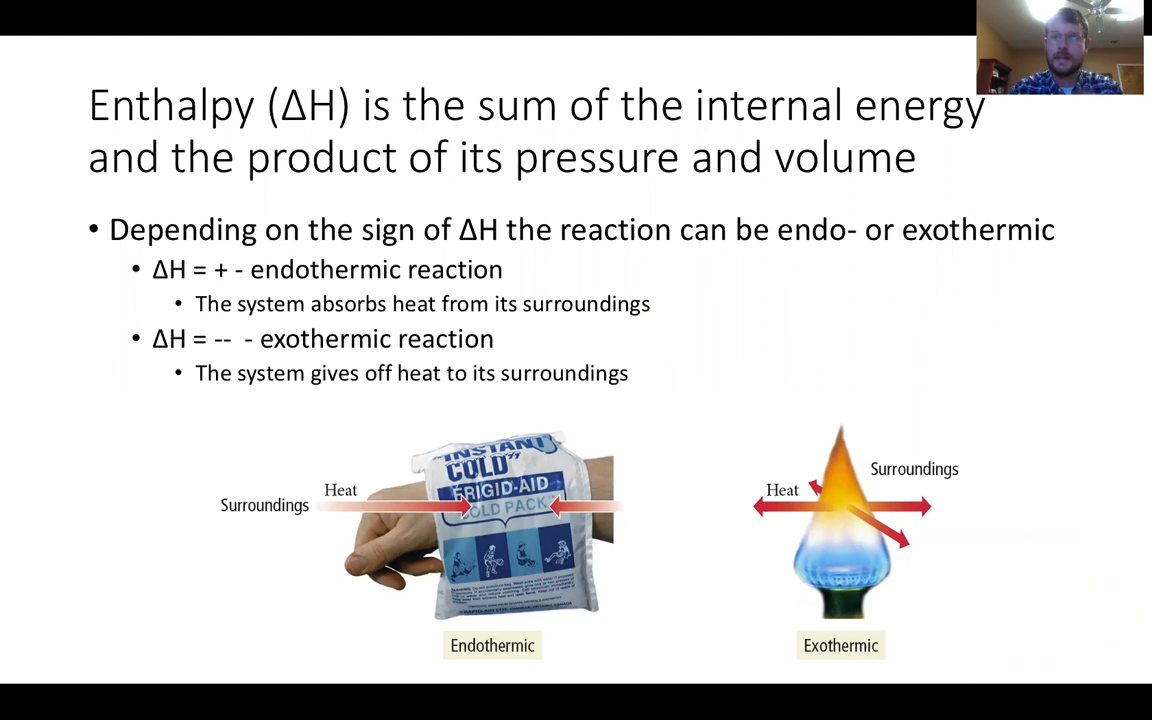 Enthalpy (ΔH) is the sum of the internal energy
and the product of its pressure and volume
• Depending on the sign of ΔH the reaction can be endo- or exothermic
• ΔH = + - endothermic reaction
• The system absorbs heat from its surroundings
• ΔH = -- - exothermic reaction
• The system gives off heat to its surroundings
"INSTANT
COLD"
FRIGID-AID
COLD PACK
Surroundings
Heat
Endothermic
Heat
Surroundings
Exothermic